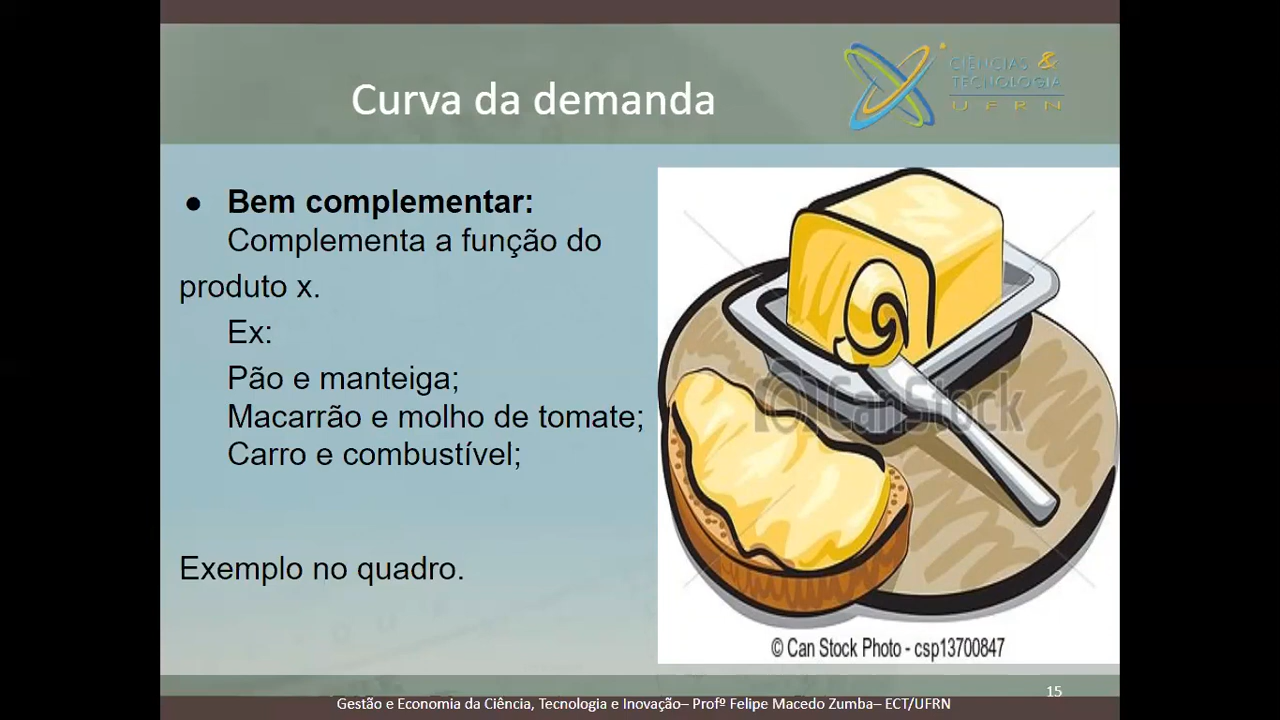 Curva da demanda
CIÊNCIAS &
TECNOLOGIA
UFRN
● Bem complementar:
Complementa a função do
produto x.
Ex:
Pão e manteiga;
Macarrão e molho de tomate;
Carro e combustível;
Exemplo no quadro.
CanStock
© Can Stock Photo - csp13700847
15
Gestão e Economia da Ciência, Tecnologia e Inovação– Profº Felipe Macedo Zumba– ECT/UFRN